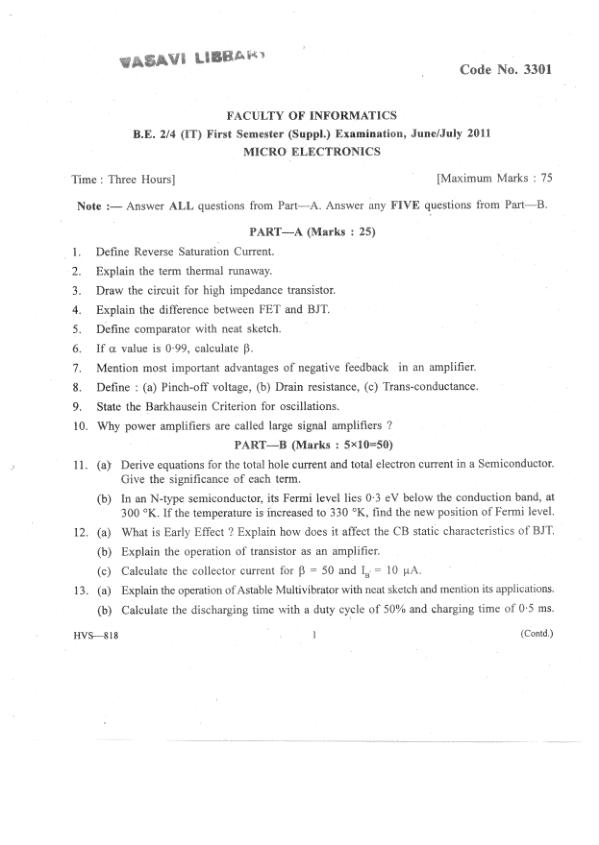 VASAVI LIBRARY
Code No. 3301
FACULTY OF INFORMATICS
B.E. 2/4 (IT) First Semester (Suppl.) Examination, June/July 2011
MICRO ELECTRONICS
Time : Three Hours] [Maximum Marks : 75
Note :— Answer ALL questions from Part—A. Answer any FIVE questions from Part—B.
PART—A (Marks : 25)
1. Define Reverse Saturation Current.
2. Explain the term thermal runaway.
3. Draw the circuit for high impedance transistor.
4. Explain the difference between FET and BJT.
5. Define comparator with neat sketch.
6. If α value is 0·99, calculate β.
7. Mention most important advantages of negative feedback in an amplifier.
8. Define : (a) Pinch-off voltage, (b) Drain resistance, (c) Trans-conductance.
9. State the Barkhausein Criterion for oscillations.
10. Why power amplifiers are called large signal amplifiers ?
PART—B (Marks : 5×10=50)
11. (a) Derive equations for the total hole current and total electron current in a Semiconductor.
Give the significance of each term.
(b) In an N-type semiconductor, its Fermi level lies 0·3 eV below the conduction band, at
300 °K. If the temperature is increased to 330 °K, find the new position of Fermi level.
12. (a) What is Early Effect ? Explain how does it affect the CB static characteristics of BJT.
(b) Explain the operation of transistor as an amplifier.
(c) Calculate the collector current for β = 50 and I_B = 10 μA.
13. (a) Explain the operation of Astable Multivibrator with neat sketch and mention its applications.
(b) Calculate the discharging time with a duty cycle of 50% and charging time of 0·5 ms.
HVS—818 1 (Contd.)